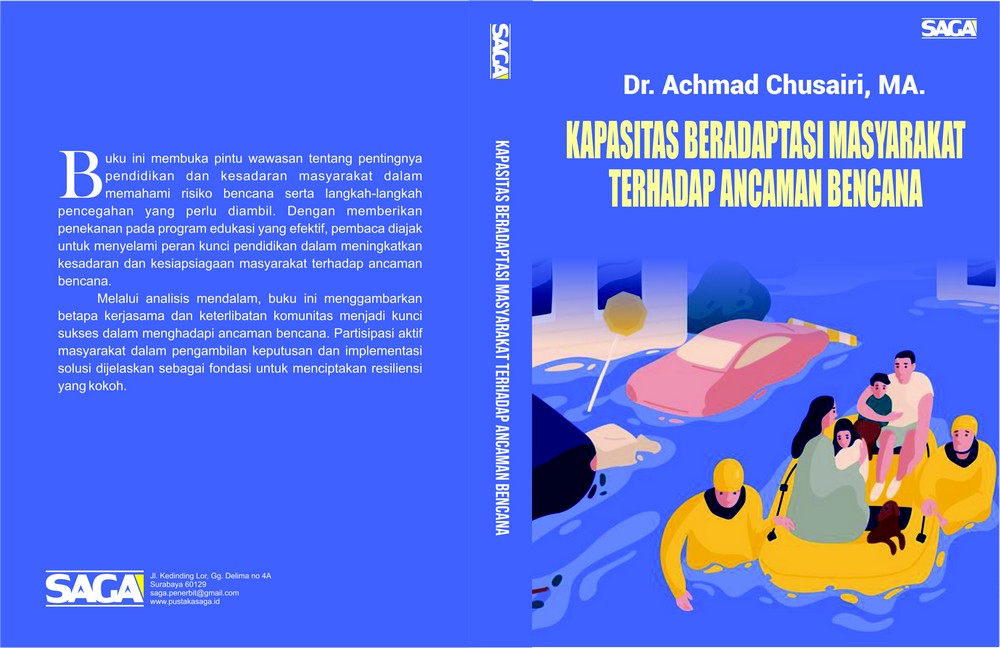 Buku ini membuka pintu wawasan tentang pentingnya
pendidikan dan kesadaran masyarakat dalam
memahami risiko bencana serta langkah-langkah
pencegahan yang perlu diambil. Dengan memberikan
penekanan pada program edukasi yang efektif, pembaca diajak
untuk menyelami peran kunci pendidikan dalam meningkatkan
kesadaran dan kesiapsiagaan masyarakat terhadap ancaman
bencana.
Melalui analisis mendalam, buku ini menggambarkan
betapa kerjasama dan keterlibatan komunitas menjadi kunci
sukses dalam menghadapi ancaman bencana. Partisipasi aktif
masyarakat dalam pengambilan keputusan dan implementasi
solusi dijelaskan sebagai fondasi untuk menciptakan resiliensi
yang kokoh.
SAGA
Jl. Kedinding Lor, Gg. Delima no 4A
Surabaya 60129
saga.penerbit@gmail.com
www.pustakasaga.id
SAGA
KAPASITAS BERADAPTASI MASYARAKAT TERHADAP ANCAMAN BENCANA
SAGA
Dr. Achmad Chusairi, MA.
KAPASITAS BERADAPTASI MASYARAKAT
TERHADAP ANCAMAN BENCANA